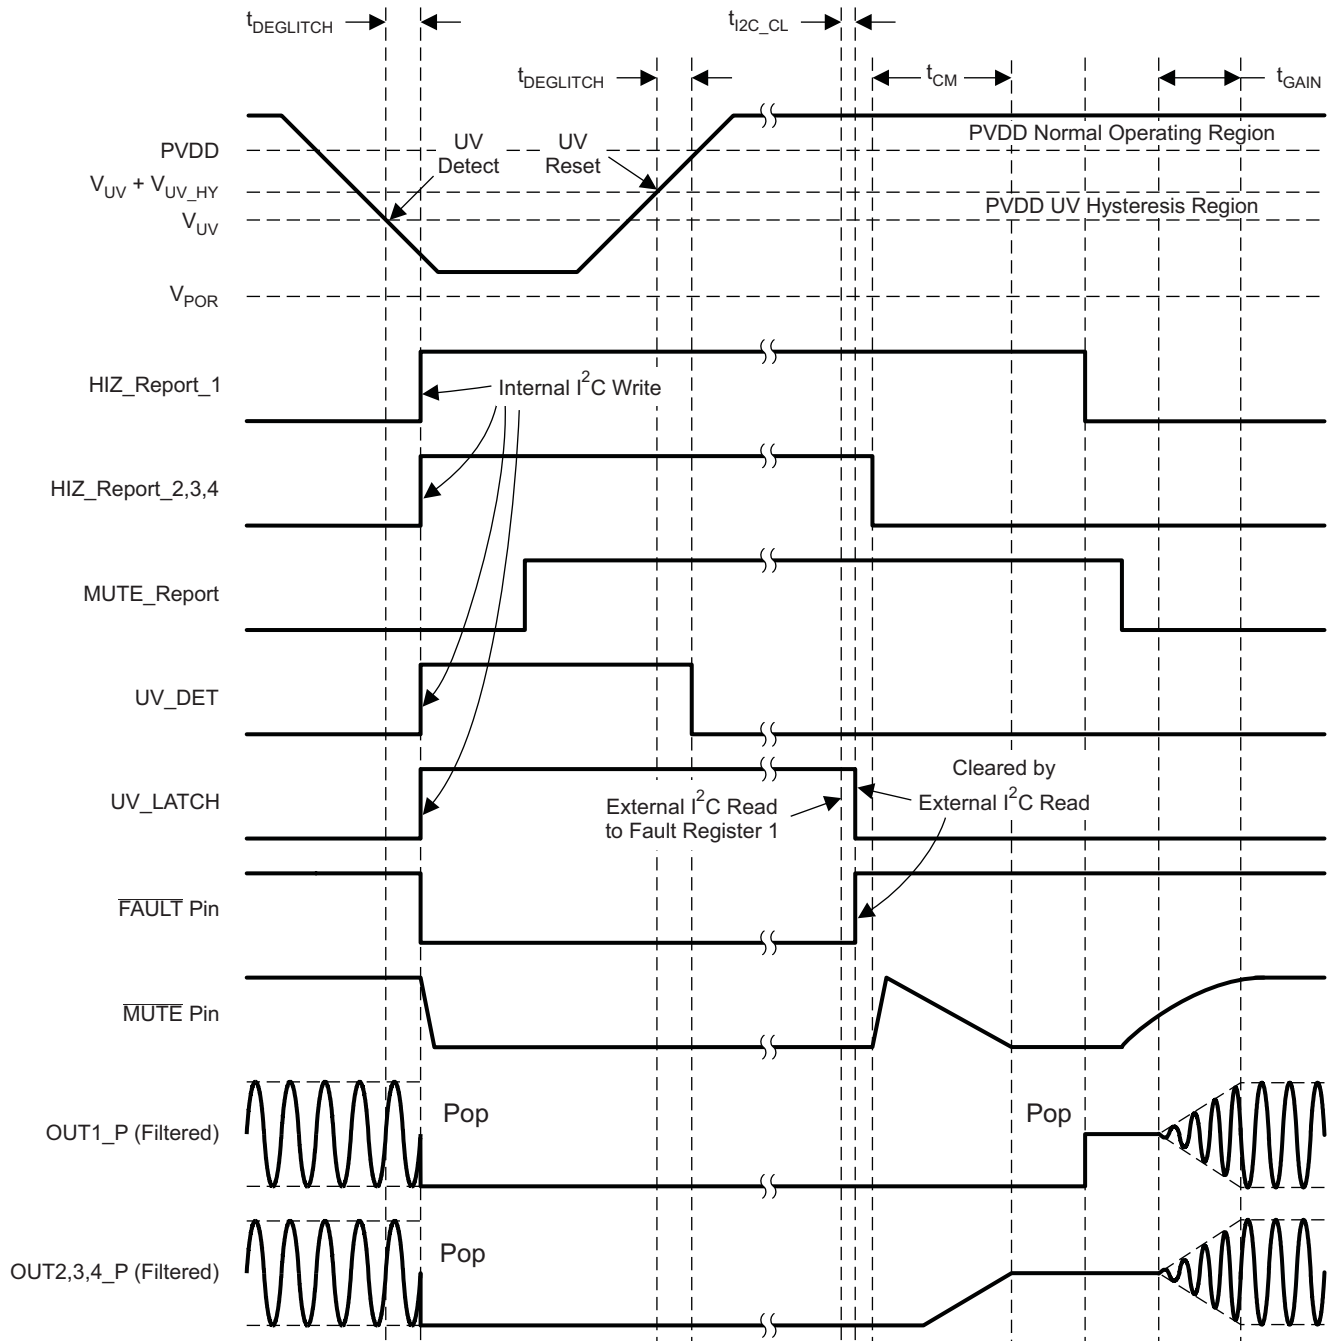 tDEGLITCH
tI2C_CL
tDEGLITCH
tCM
tGAIN
PVDD Normal Operating Region
PVDD
UV
Detect
UV
Reset
VUV + VUV_HY
PVDD UV Hysteresis Region
VUV
VPOR
HIZ_Report_1
Internal I2C Write
HIZ_Report_2,3,4
MUTE_Report
UV_DET
UV_LATCH
External I2C Read
to Fault Register 1
Cleared by
External I2C Read
FAULT Pin
MUTE Pin
Pop
Pop
OUT1_P (Filtered)
Pop
OUT2,3,4_P (Filtered)